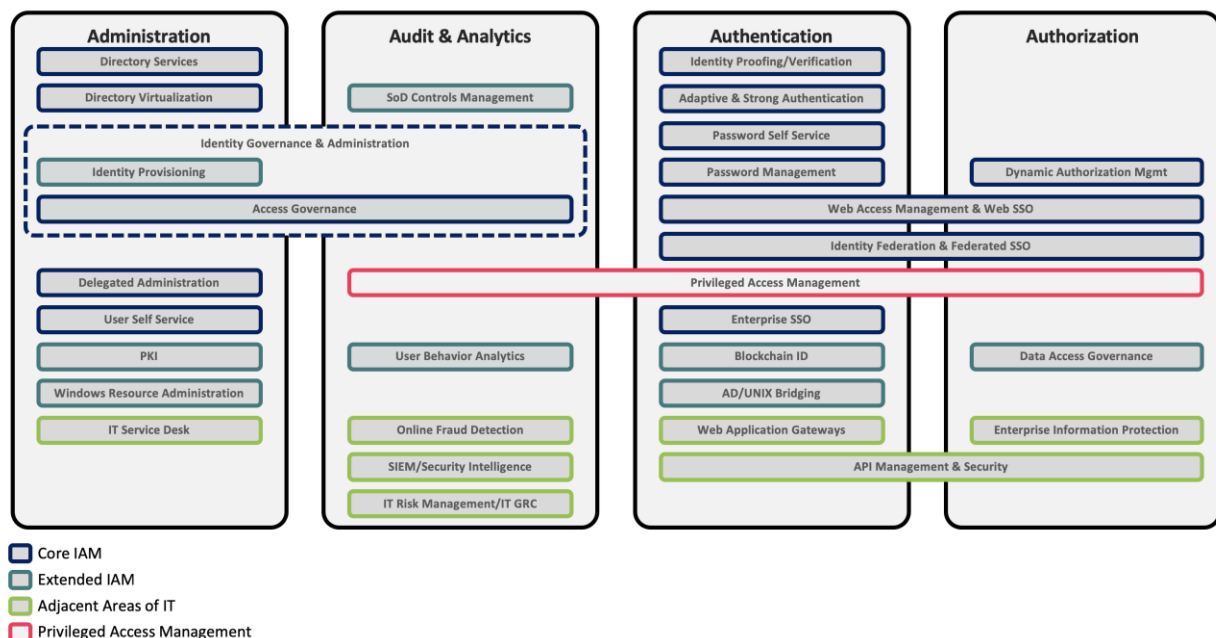 Administration
Audit & Analytics
Authentication
Authorization
Directory Services
Identity Proofing/Verification
Directory Virtualization
SoD Controls Management
Adaptive & Strong Authentication
Password Self Service
Identity Governance & Administration
Identity Provisioning
Password Management
Dynamic Authorization Mgmt
Access Governance
Web Access Management & Web SSO
Identity Federation & Federated SSO
Delegated Administration
Privileged Access Management
User Self Service
Enterprise SSO
PKI
User Behavior Analytics
Blockchain ID
Data Access Governance
Windows Resource Administration
AD/UNIX Bridging
IT Service Desk
Online Fraud Detection
Web Application Gateways
Enterprise Information Protection
SIEM/Security Intelligence
API Management & Security
IT Risk Management/IT GRC
Core IAM
Extended IAM
Adjacent Areas of IT
Privileged Access Management